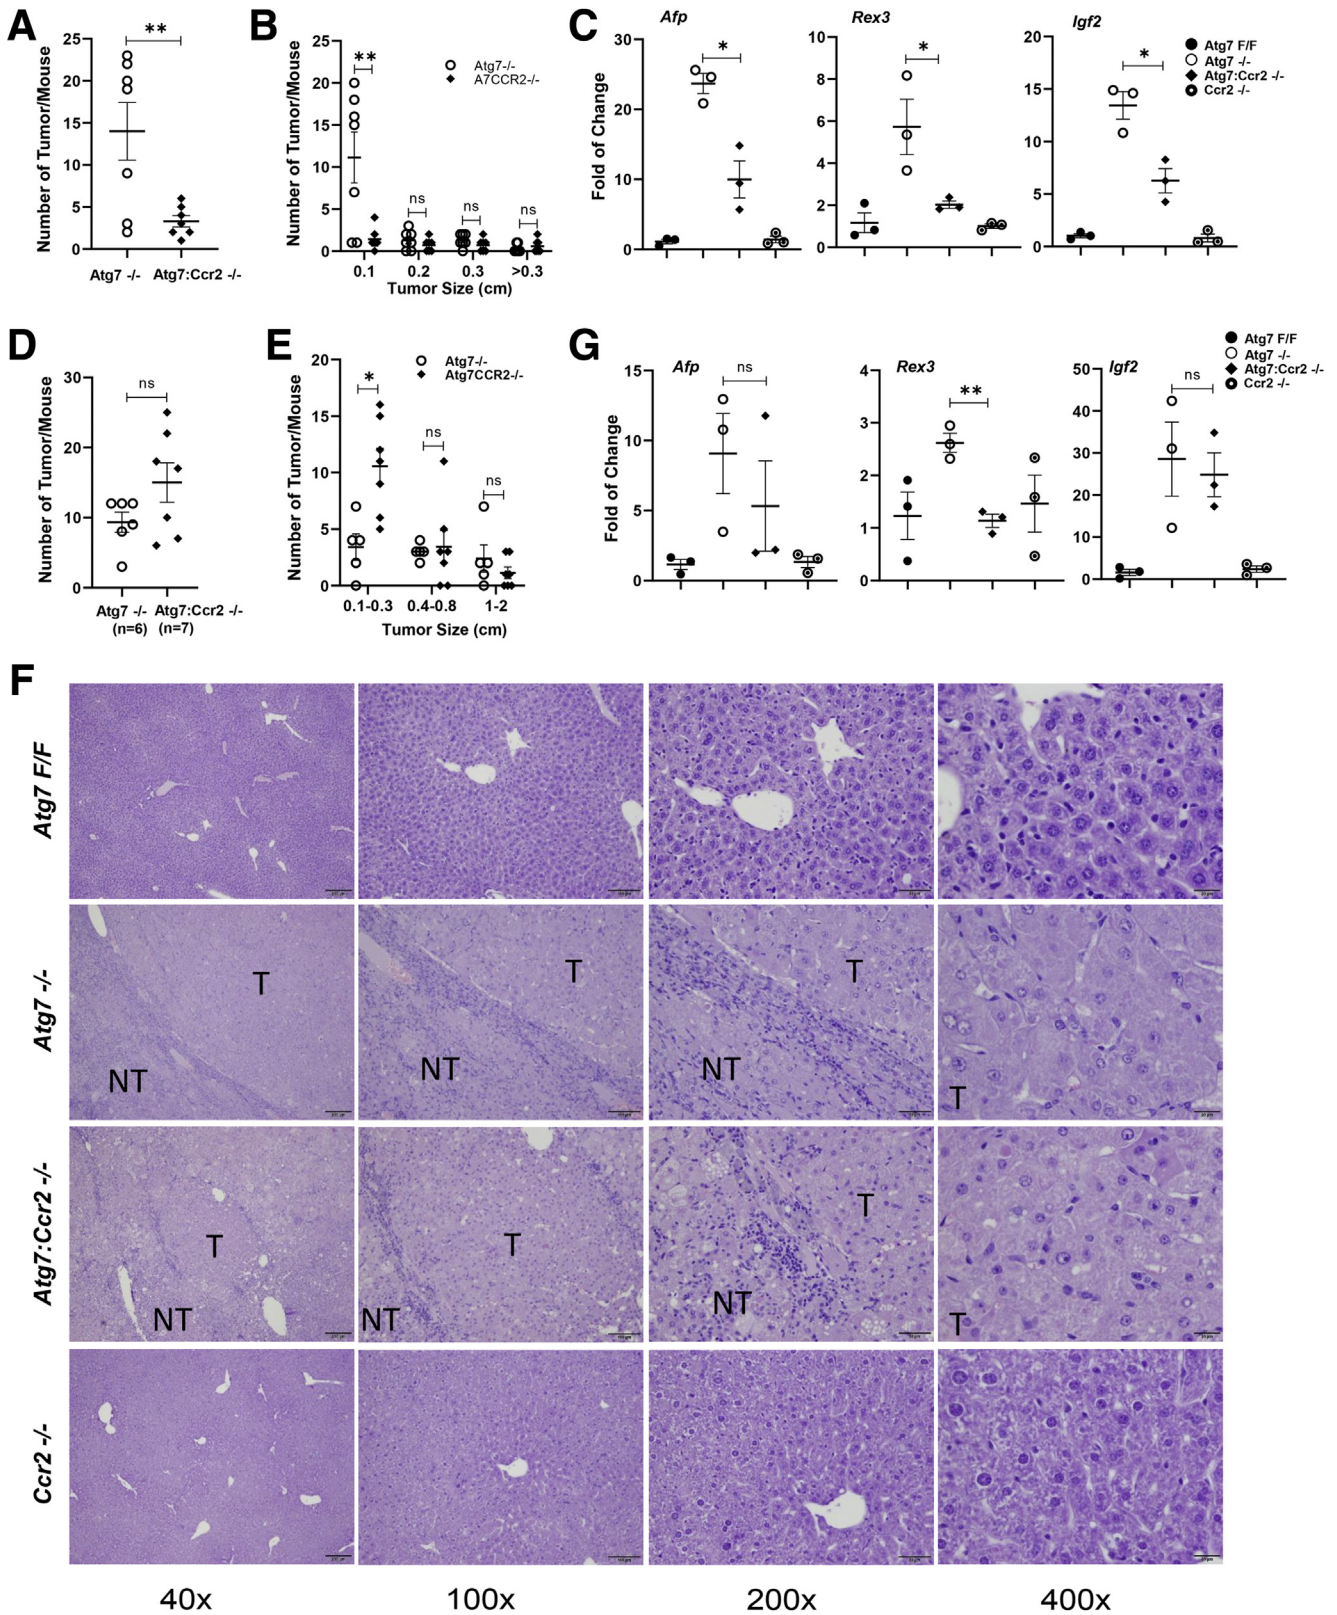 A
Number of Tumor/Mouse
25
20
15
10
5
0
**
Atg7 -/-
Atg7:Ccr2 -/-
B
Number of Tumor/Mouse
25
20
15
10
5
0
**
ns
ns
ns
Atg7-/-
A7CCR2-/-
0.1
0.2
0.3
>0.3
Tumor Size (cm)
C
Fold of Change
Afp
30
20
10
0
*
Rex3
10
8
6
4
2
0
*
Igf2
20
15
10
5
0
*
Atg7 F/F
Atg7 -/-
Atg7:Ccr2 -/-
Ccr2 -/-
D
Number of Tumor/Mouse
30
20
10
0
ns
Atg7 -/-
(n=6)
Atg7:Ccr2 -/-
(n=7)
E
Number of Tumor/Mouse
20
15
10
5
0
*
ns
ns
Atg7-/-
Atg7CCR2-/-
0.1-0.3
0.4-0.8
1-2
Tumor Size (cm)
G
Fold of Change
Afp
15
10
5
0
ns
Rex3
4
3
2
1
0
**
Igf2
50
40
30
20
10
0
ns
Atg7 F/F
Atg7 -/-
Atg7:Ccr2 -/-
Ccr2 -/-
F
Atg7 F/F
Atg7 -/-
T
NT
T
NT
T
NT
T
Atg7:Ccr2 -/-
T
NT
T
NT
T
NT
T
Ccr2 -/-
40x
100x
200x
400x